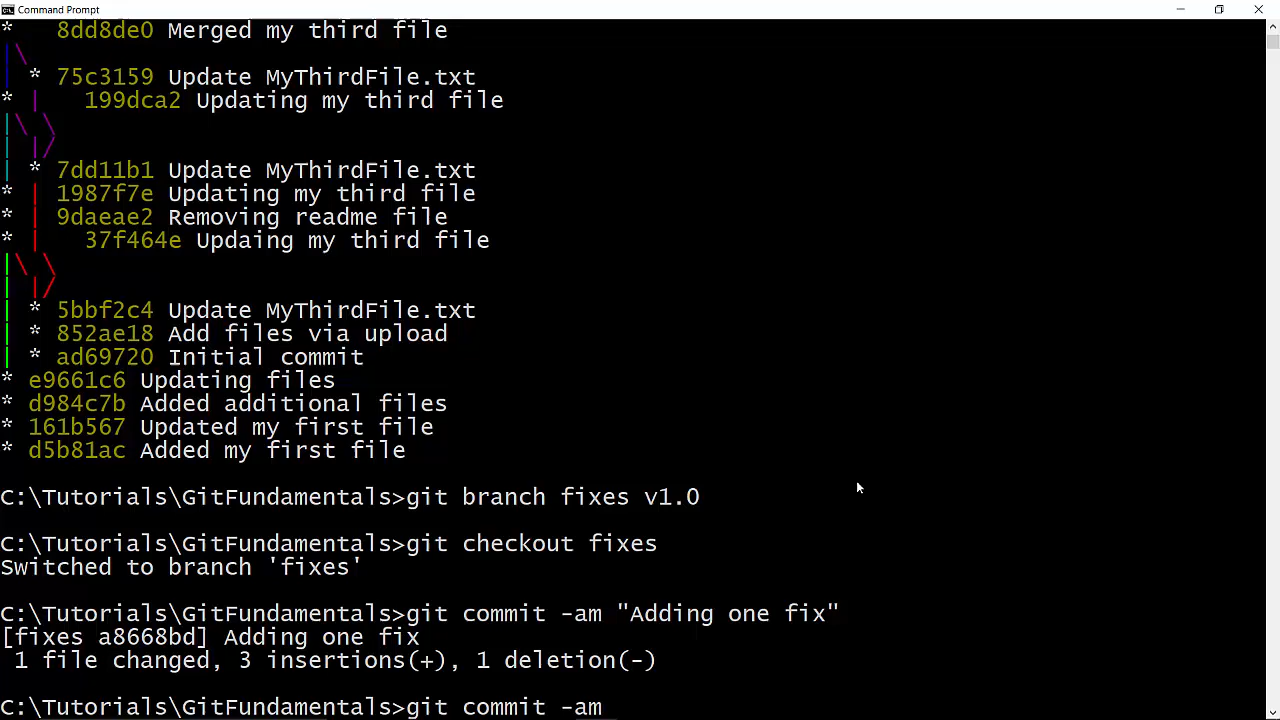 Command Prompt
* 8dd8de0 Merged my third file
|\
| * 75c3159 Update MyThirdFile.txt
* | 199dca2 Updating my third file
|\ \
| |/
| * 7dd11b1 Update MyThirdFile.txt
* | 1987f7e Updating my third file
* | 9daeae2 Removing readme file
* | 37f464e Updaing my third file
|\ \
| |/
| * 5bbf2c4 Update MyThirdFile.txt
| * 852ae18 Add files via upload
| * ad69720 Initial commit
* e9661c6 Updating files
* d984c7b Added additional files
* 161b567 Updated my first file
* d5b81ac Added my first file
C:\Tutorials\GitFundamentals>git branch fixes v1.0
C:\Tutorials\GitFundamentals>git checkout fixes
Switched to branch 'fixes'
C:\Tutorials\GitFundamentals>git commit -am "Adding one fix"
[fixes a8668bd] Adding one fix
1 file changed, 3 insertions(+), 1 deletion(-)
C:\Tutorials\GitFundamentals>git commit -am